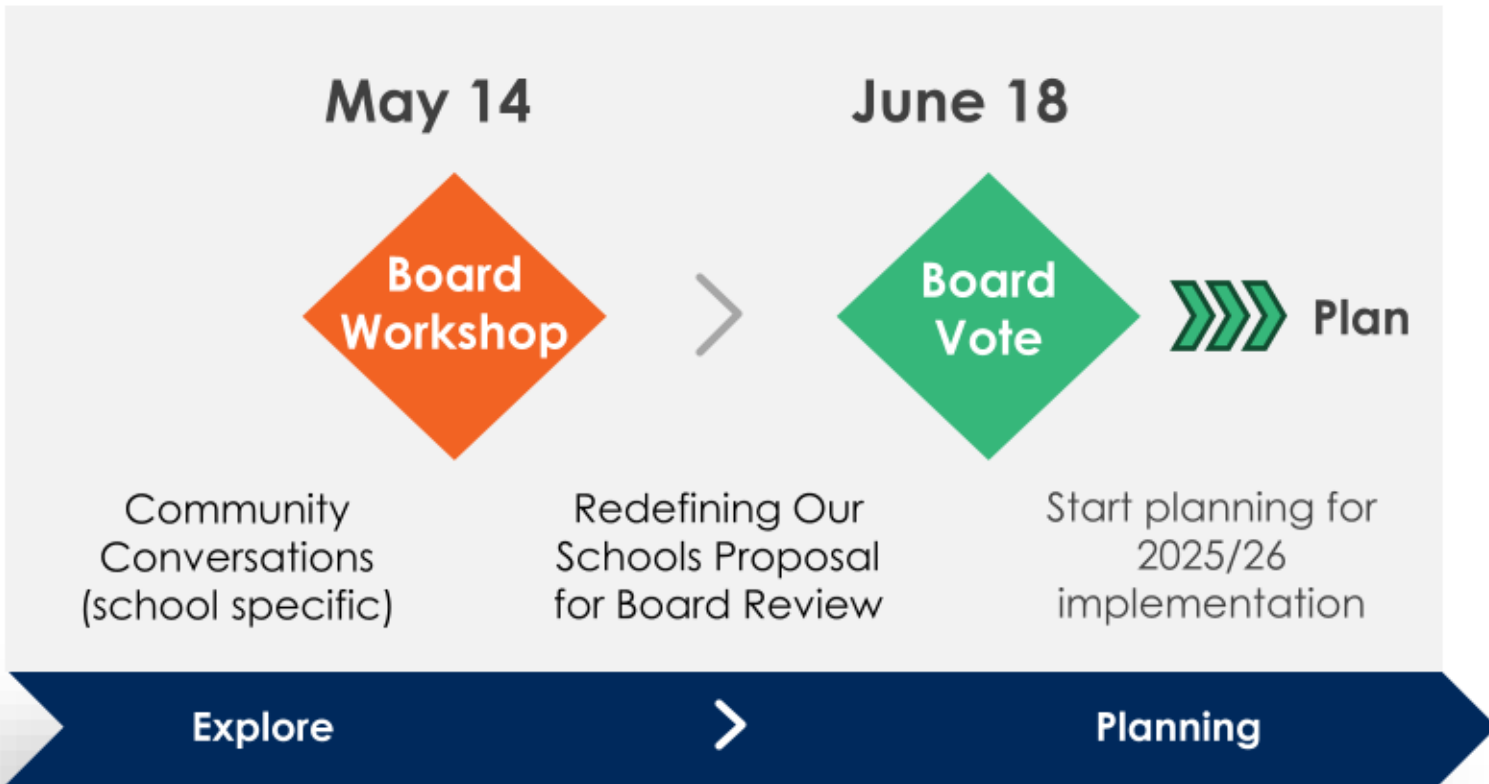 May 14
June 18
Board
Workshop
Board
Vote
Plan
Community
Conversations
(school specific)
Redefining Our
Schools Proposal
for Board Review
Start planning for
2025/26
implementation
Explore
Planning